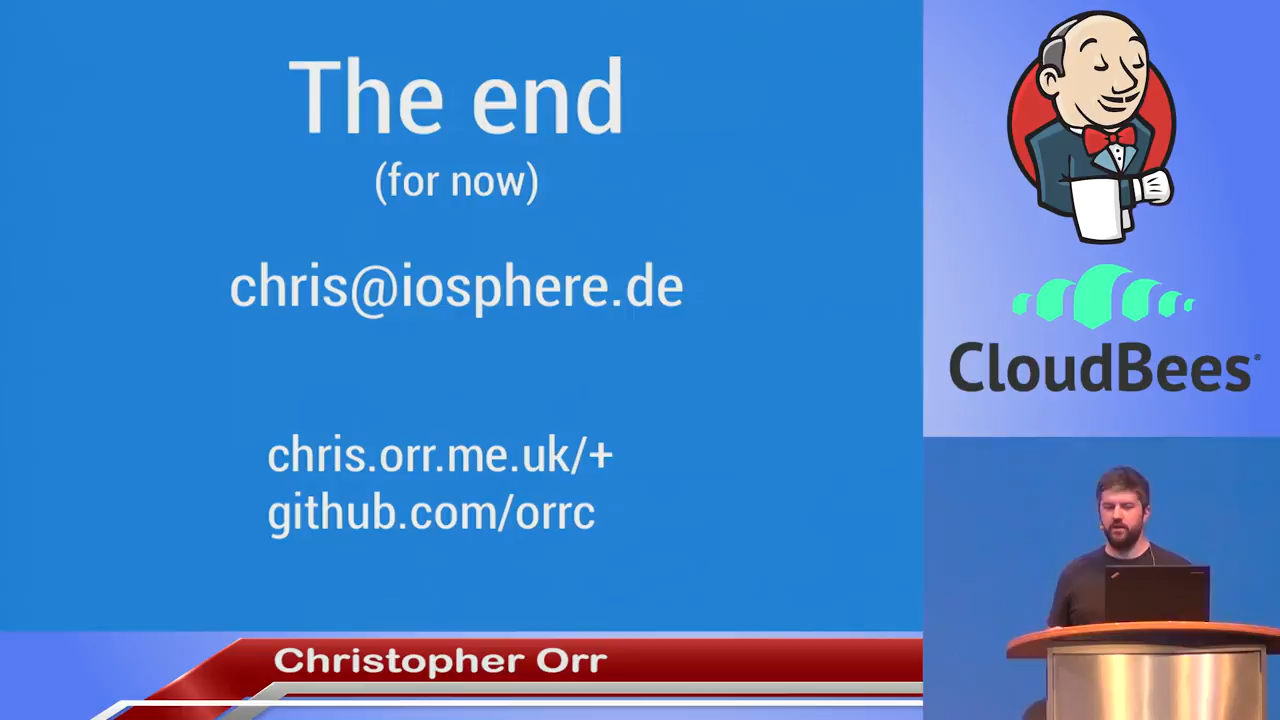 The end
(for now)
chris@iosphere.de
chris.orr.me.uk/+
github.com/orrc
CloudBees
Christopher Orr